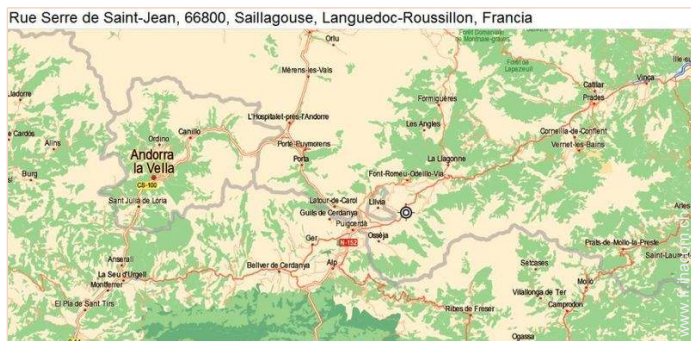 Rue Serre de Saint-Jean, 66800, Saillagouse, Languedoc-Roussillon, Francia
Orlu
Mérens-les-Vals
Vinça
Catllar
Prades
Formiguères
L'Hospitalet-près-l'Andorre
Les Angles
Corneilla-de-Conflent
Vernet-les-Bains
Canillo
Ordino
Alins
Burg
Andorra
la Vella
CS-100
Porté-Puymorens
Porta
La Llagonne
Font-Romeu-Odeillo-Via
Sant Julià de Lòria
Latour-de-Carol
Llívia
Guils de Cerdanya
Puigcerdà
N-152
Osséja
Ger
Alp
Anserall
La Seu d'Urgell
Montferrer
Bellver de Cerdanya
El Pla de Sant Tirs
Setcases
Prats-de-Mollo-la-Preste
Molló
Vilallonga de Ter
Camprodon
Ribes de Freser
Ogassa